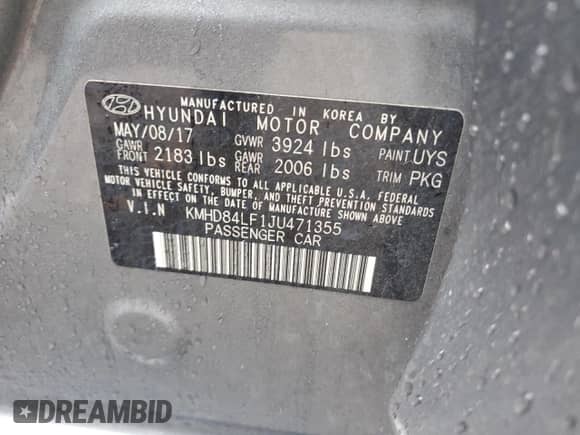 MANUFACTURED IN KOREA BY
HYUNDAI MOTOR COMPANY
MAY/08/17 GVWR 3924 lbs PAINT UYS
GAWR FRONT 2183 lbs GAWR REAR 2006 lbs TRIM PKG
THIS VEHICLE CONFORMS TO ALL APPLICABLE U.S.A. FEDERAL
MOTOR VEHICLE SAFETY, BUMPER, AND THEFT PREVENTION STANDARDS
IN EFFECT ON THE DATE OF MANUFACTURE SHOWN ABOVE
V.I.N KMHD84LF1JU471355
PASSENGER CAR
DREAMBID